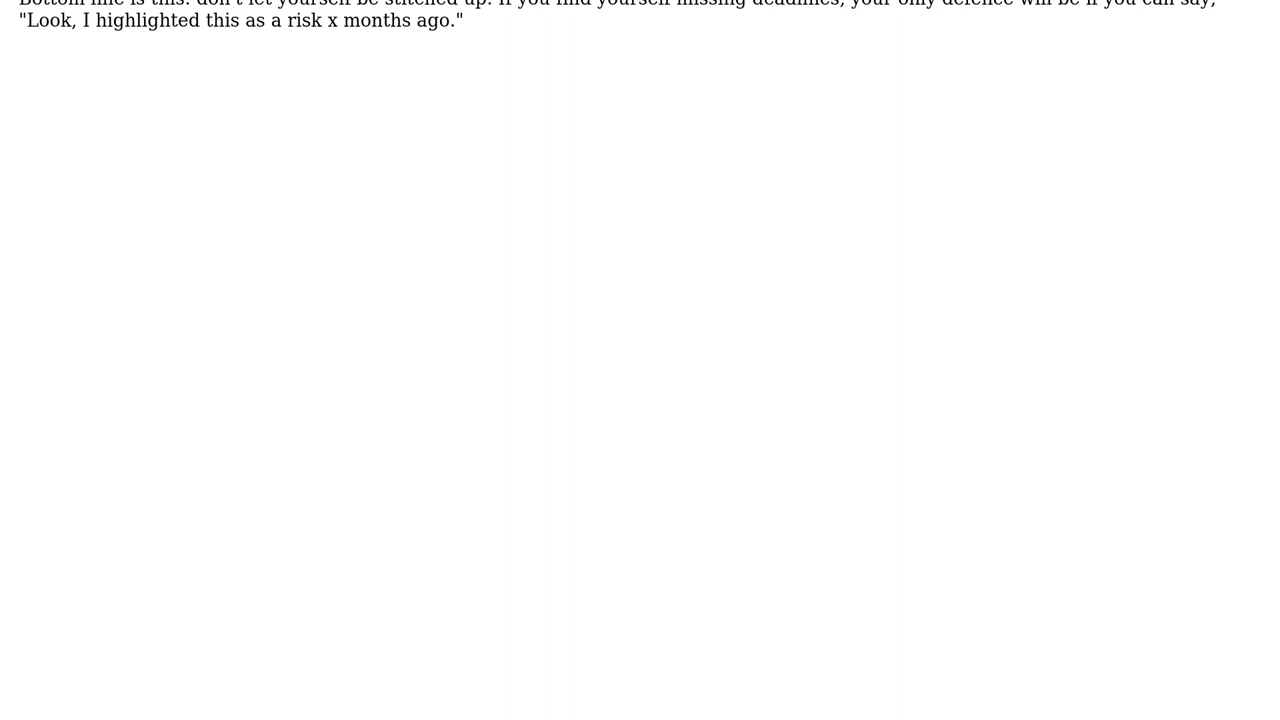 Bottom line is this: don't let yourself be stitched up. If you find yourself missing deadlines, your only defence will be if you can say,
"Look, I highlighted this as a risk x months ago."